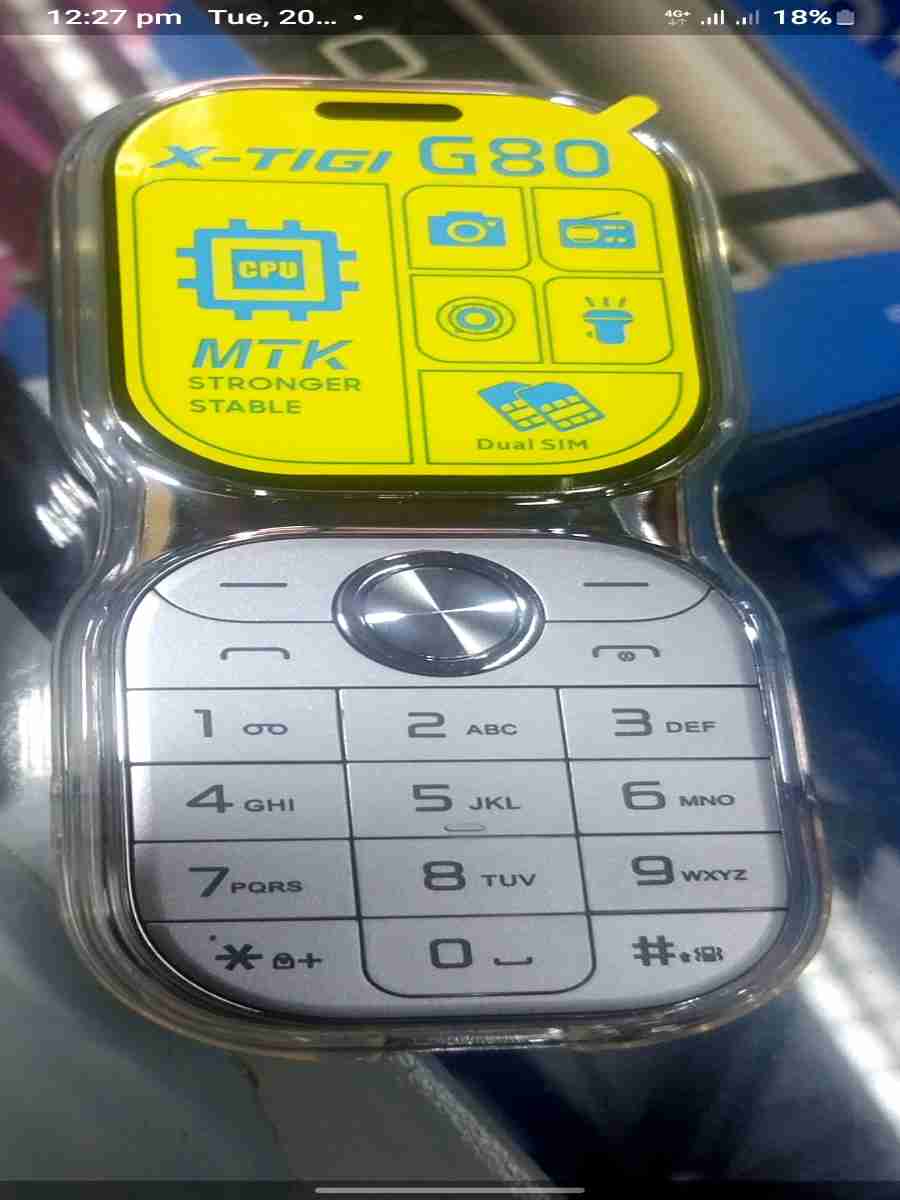 12:27 pm Tue, 20... • 4G+ 18%
X-TIGI G80
CPU
MTK
STRONGER
STABLE
Dual SIM
1 2 ABC 3 DEF
4 GHI 5 JKL 6 MNO
7 PQRS 8 TUV 9 WXYZ
* + 0 #